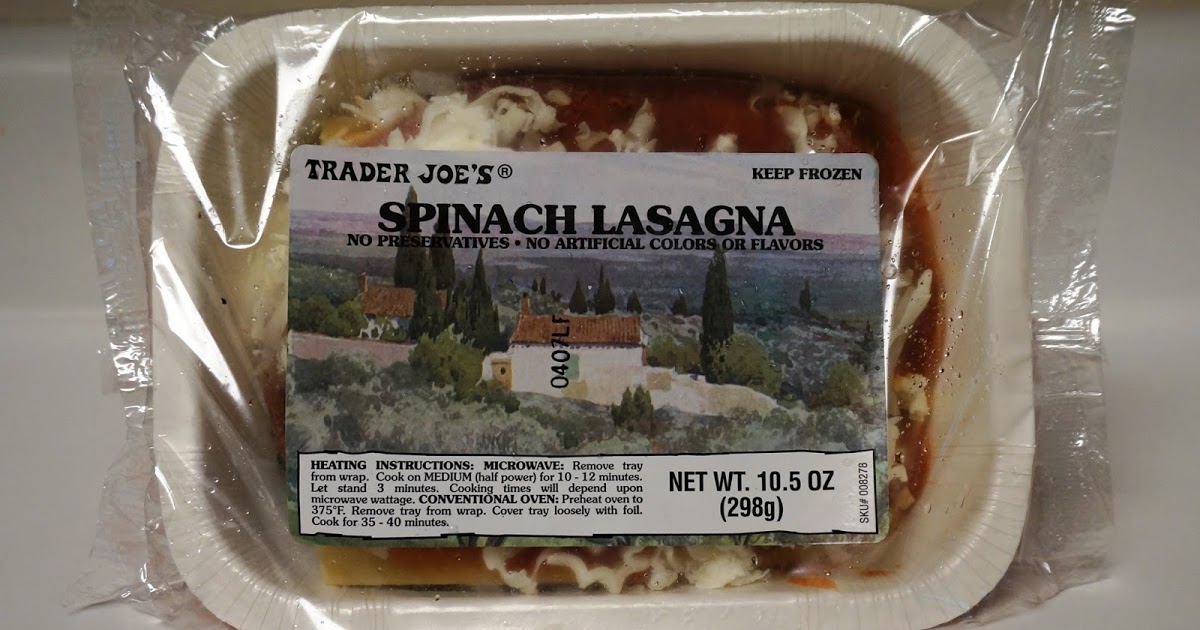 TRADER JOE'S®
KEEP FROZEN
SPINACH LASAGNA
NO PRESERVATIVES • NO ARTIFICIAL COLORS OR FLAVORS
0407LF
HEATING INSTRUCTIONS: MICROWAVE: Remove tray
from wrap. Cook on MEDIUM (half power) for 10 - 12 minutes.
Let stand 3 minutes. Cooking times will depend upon
microwave wattage. CONVENTIONAL OVEN: Preheat oven to
375°F. Remove tray from wrap. Cover tray loosely with foil.
Cook for 35 - 40 minutes.
NET WT. 10.5 OZ
(298g)
SKU# 008278